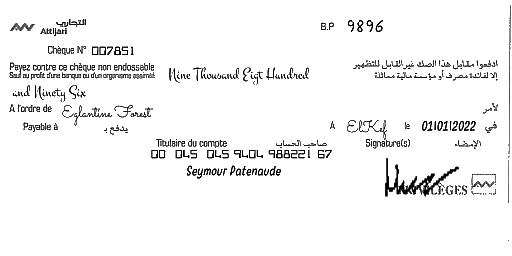 التجاري
Attijari
B.P 9896
Chèque N° 007851
Payez contre ce chèque non endossable
Sauf au profit d'une banque ou d'un organisme assimilé
Nine Thousand Eigt Hundred
ادفعوا مقابل هذا الصك غير القابل للتظهير
إلا لفائدة مصرف أو مؤسسة مالية مماثلة
and Ninety Six
A l'ordre de Eglantine Forest لأمر
Payable à يدفع بـ
A ElKef le 01/01/2022 في
Titulaire du compte صاحب الحساب
Signature(s) الإمضاء
00 045 045 9404 988221 67
Seymour Patenaude